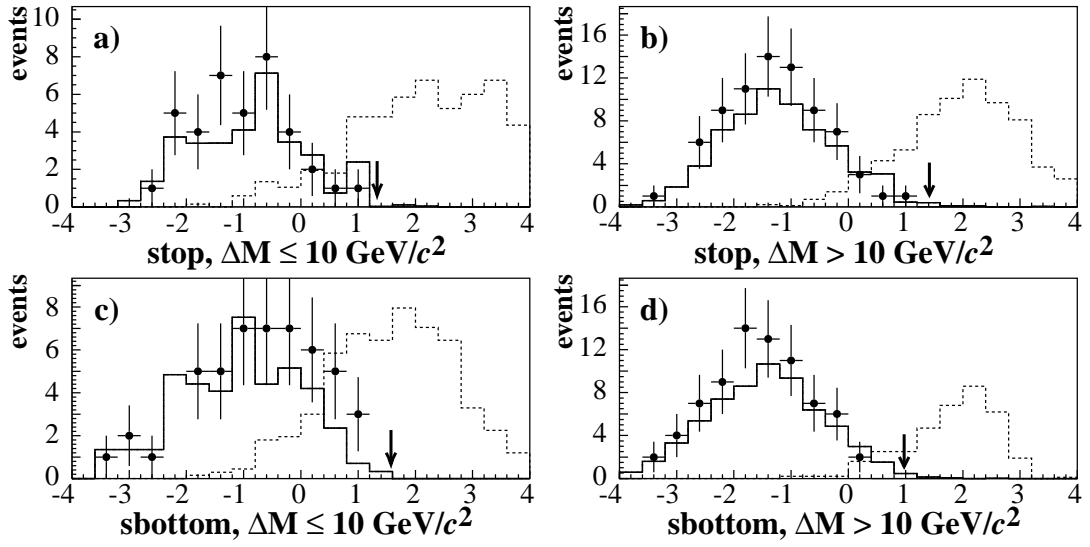 events
10
8
6
4
2
0
a)
-4 -3 -2 -1 0 1 2 3 4
stop, ΔM ≤ 10 GeV/c²
events
16
12
8
4
0
b)
-4 -3 -2 -1 0 1 2 3 4
stop, ΔM > 10 GeV/c²
events
8
6
4
2
0
c)
-4 -3 -2 -1 0 1 2 3 4
sbottom, ΔM ≤ 10 GeV/c²
events
16
12
8
4
0
d)
-4 -3 -2 -1 0 1 2 3 4
sbottom, ΔM > 10 GeV/c²